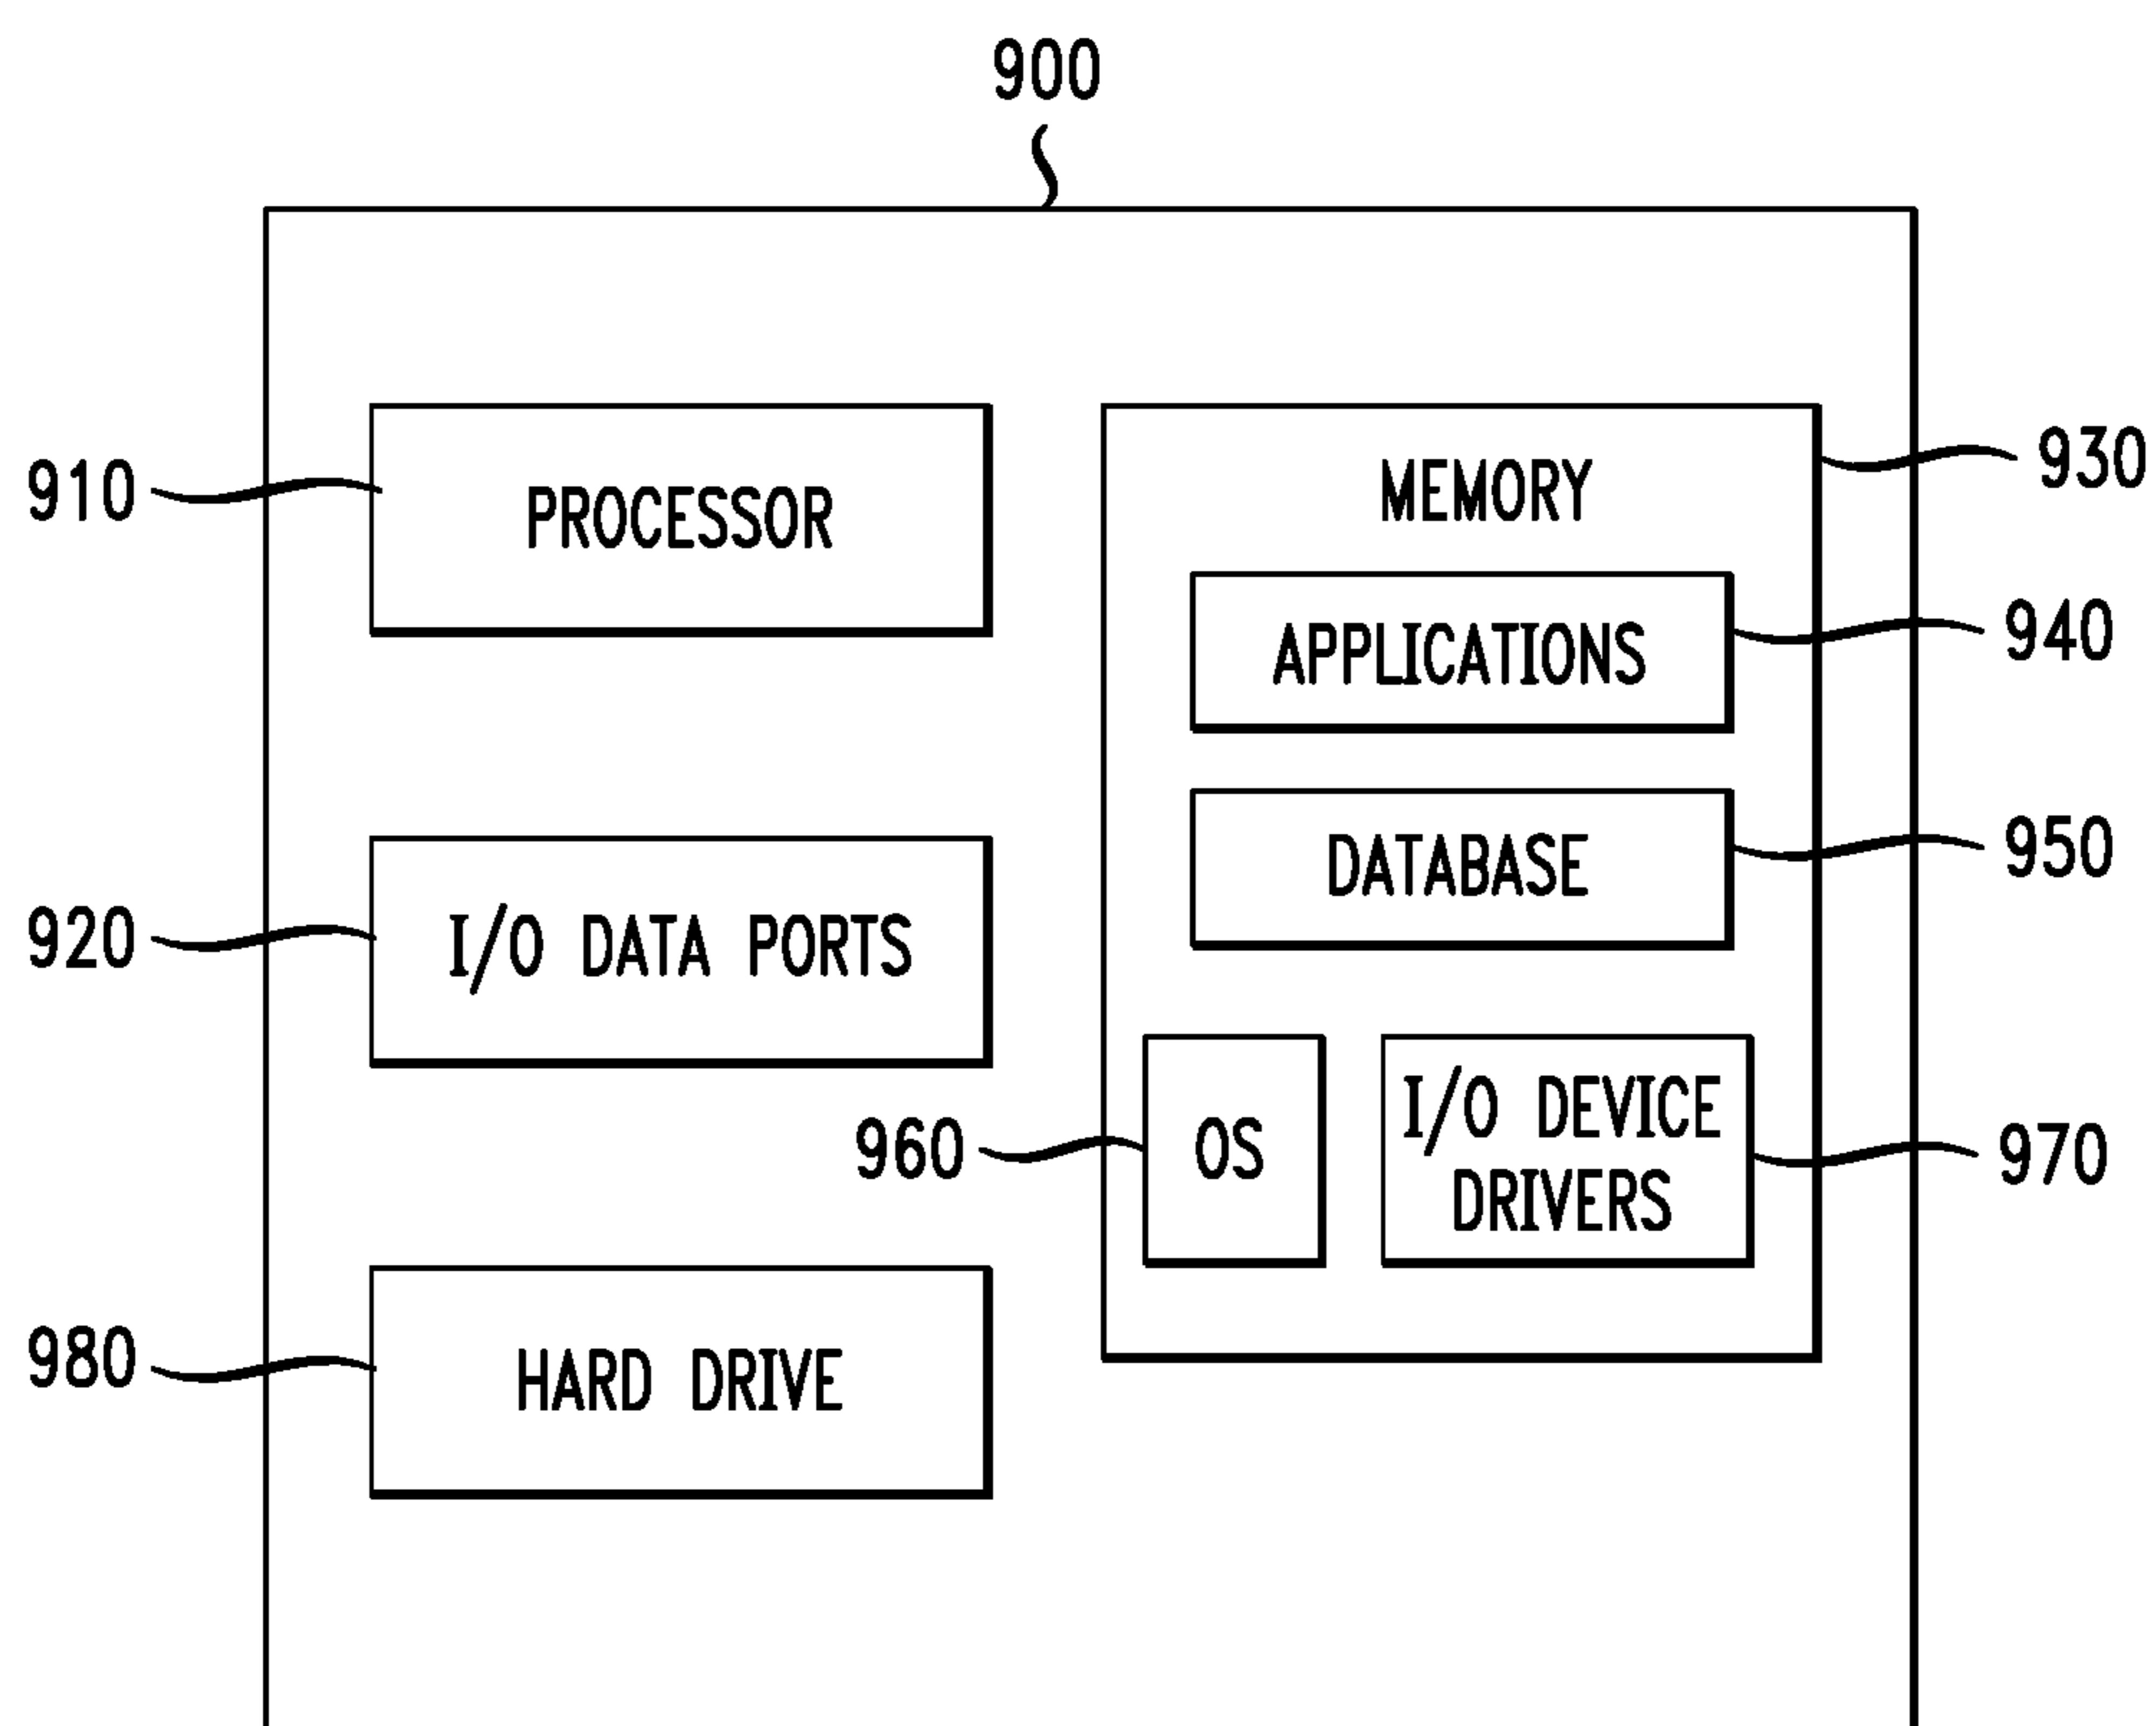 900
910
PROCESSOR
MEMORY
930
APPLICATIONS
940
DATABASE
950
920
I/O DATA PORTS
960
OS
I/O DEVICE
DRIVERS
970
980
HARD DRIVE